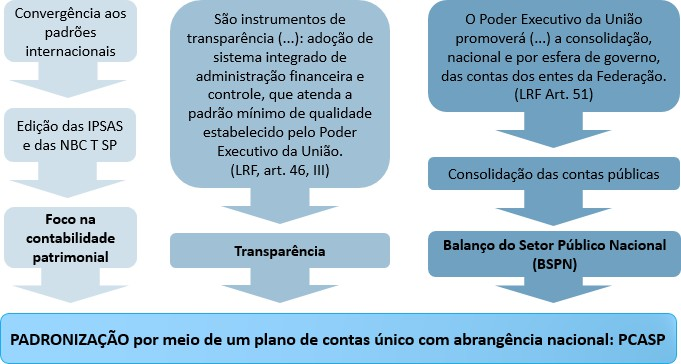 Convergência aos
padrões
internacionais
Edição das IPSAS
e das NBC T SP
Foco na
contabilidade
patrimonial
São instrumentos de
transparência (...): adoção de
sistema integrado de
administração financeira e
controle, que atenda a
padrão mínimo de qualidade
estabelecido pelo Poder
Executivo da União.
(LRF, art. 46, III)
Transparência
O Poder Executivo da União
promoverá (...) a consolidação,
nacional e por esfera de governo,
das contas dos entes da Federação.
(LRF Art. 51)
Consolidação das contas públicas
Balanço do Setor Público Nacional
(BSPN)
PADRONIZAÇÃO por meio de um plano de contas único com abrangência nacional: PCASP